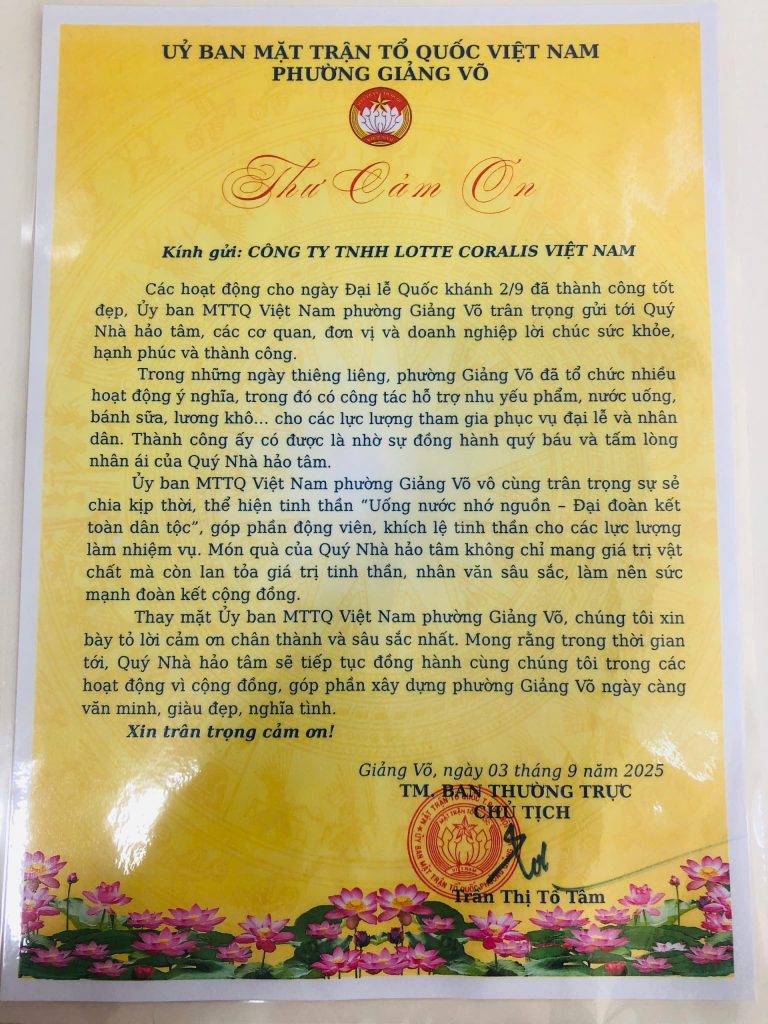 UỶ BAN MẶT TRẬN TỔ QUỐC VIỆT NAM
PHƯỜNG GIẢNG VÕ
VIỆT NAM
Thư Cảm Ơn
Kính gửi: CÔNG TY TNHH LOTTE CORALIS VIỆT NAM
Các hoạt động cho ngày Đại lễ Quốc khánh 2/9 đã thành công tốt
đẹp, Ủy ban MTTQ Việt Nam phường Giảng Võ trân trọng gửi tới Quý
Nhà hảo tâm, các cơ quan, đơn vị và doanh nghiệp lời chúc sức khỏe,
hạnh phúc và thành công.
Trong những ngày thiêng liêng, phường Giảng Võ đã tổ chức nhiều
hoạt động ý nghĩa, trong đó có công tác hỗ trợ nhu yếu phẩm, nước uống,
bánh sữa, lương khô... cho các lực lượng tham gia phục vụ đại lễ và nhân
dân. Thành công ấy có được là nhờ sự đồng hành quý báu và tấm lòng
nhân ái của Quý Nhà hảo tâm.
Ủy ban MTTQ Việt Nam phường Giảng Võ vô cùng trân trọng sự sẻ
chia kịp thời, thể hiện tinh thần “Uống nước nhớ nguồn – Đại đoàn kết
toàn dân tộc”, góp phần động viên, khích lệ tinh thần cho các lực lượng
làm nhiệm vụ. Món quà của Quý Nhà hảo tâm không chỉ mang giá trị vật
chất mà còn lan tỏa giá trị tinh thần, nhân văn sâu sắc, làm nên sức
mạnh đoàn kết cộng đồng.
Thay mặt Ủy ban MTTQ Việt Nam phường Giảng Võ, chúng tôi xin
bày tỏ lời cảm ơn chân thành và sâu sắc nhất. Mong rằng trong thời gian
tới, Quý Nhà hảo tâm sẽ tiếp tục đồng hành cùng chúng tôi trong các
hoạt động vì cộng đồng, góp phần xây dựng phường Giảng Võ ngày càng
văn minh, giàu đẹp, nghĩa tình.
Xin trân trọng cảm ơn!
Giảng Võ, ngày 03 tháng 9 năm 2025
TM. BAN THƯỜNG TRỰC
CHỦ TỊCH
MẶT TRẬN TỔ QUỐC
VIỆT NAM
Trần Thị Tố Tâm